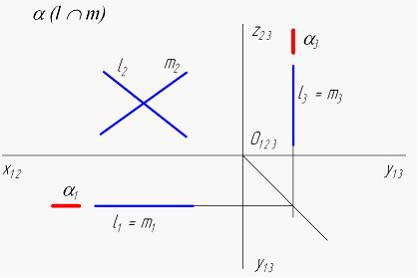 α (l ∩ m)
z₂₃
α₃
l₂ m₂
l₃ = m₃
O₁₂₃
x₁₂ y₁₃
α₁
l₁ = m₁
y₁₃